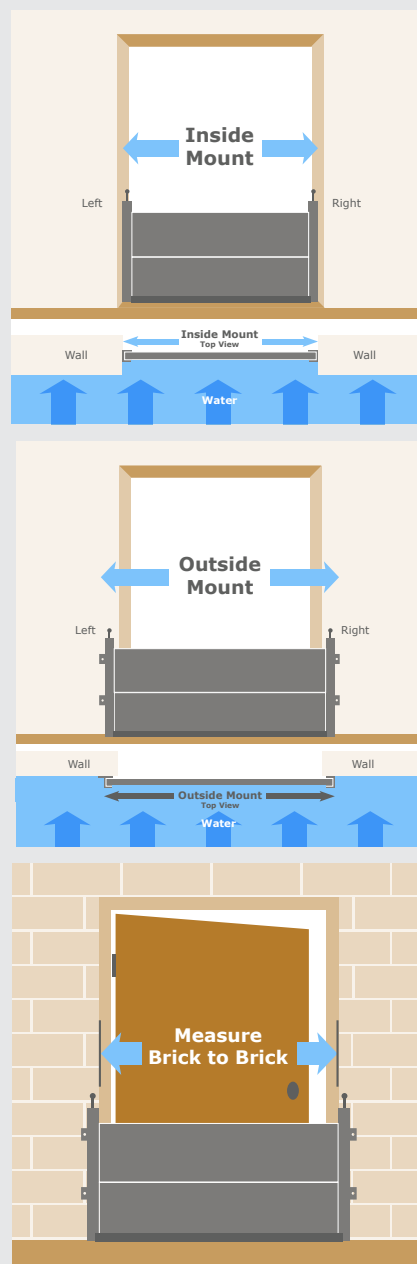 Inside
Mount
Left
Right
Inside Mount
Top View
Wall
Wall
Water
Outside
Mount
Left
Right
Wall
Wall
Outside Mount
Top View
Water
Measure
Brick to Brick